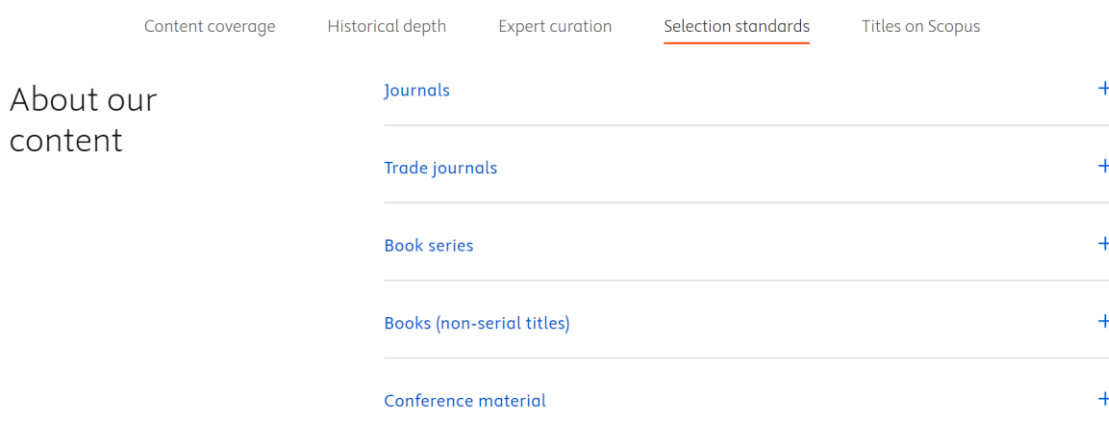 Content coverage Historical depth Expert curation Selection standards Titles on Scopus
About our
content
Journals +
Trade journals +
Book series +
Books (non-serial titles) +
Conference material +